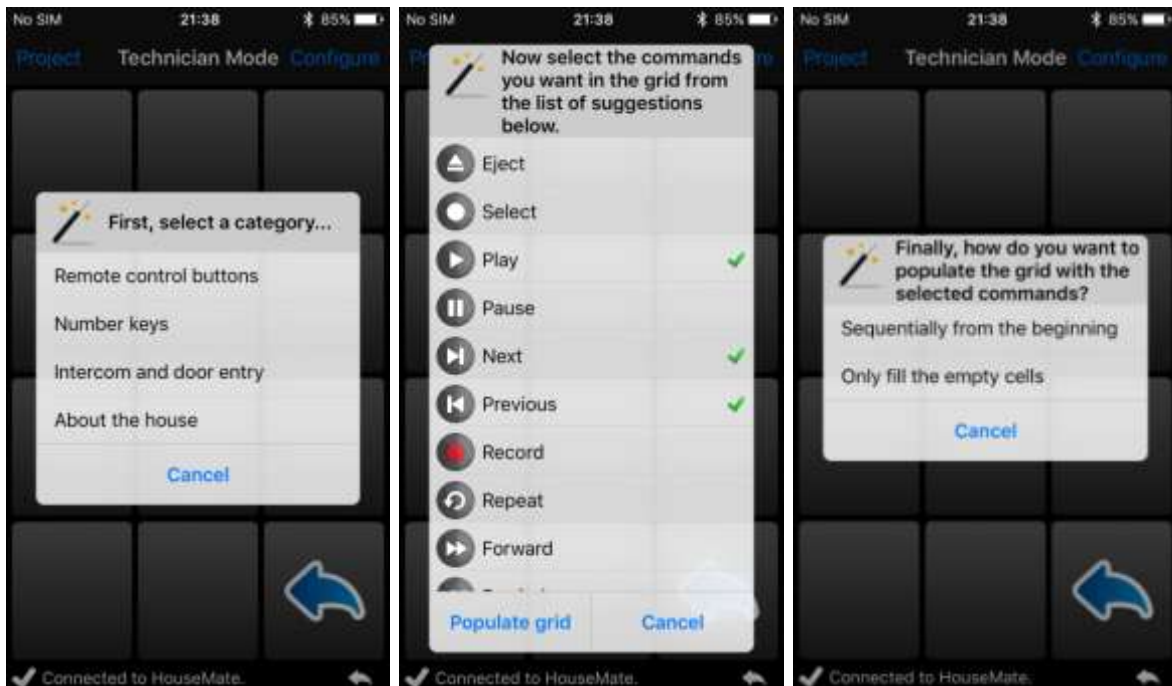 No SIM 21:38 85%
Project Technician Mode Configure
First, select a category...
Remote control buttons
Number keys
Intercom and door entry
About the house
Cancel
Connected to HouseMate.
No SIM 21:38 85%
Now select the commands
you want in the grid from
the list of suggestions
below.
Eject
Select
Play
Pause
Next
Previous
Record
Repeat
Forward
Populate grid Cancel
Connected to HouseMate.
No SIM 21:38 85%
Project Technician Mode Configure
Finally, how do you want to
populate the grid with the
selected commands?
Sequentially from the beginning
Only fill the empty cells
Cancel
Connected to HouseMate.